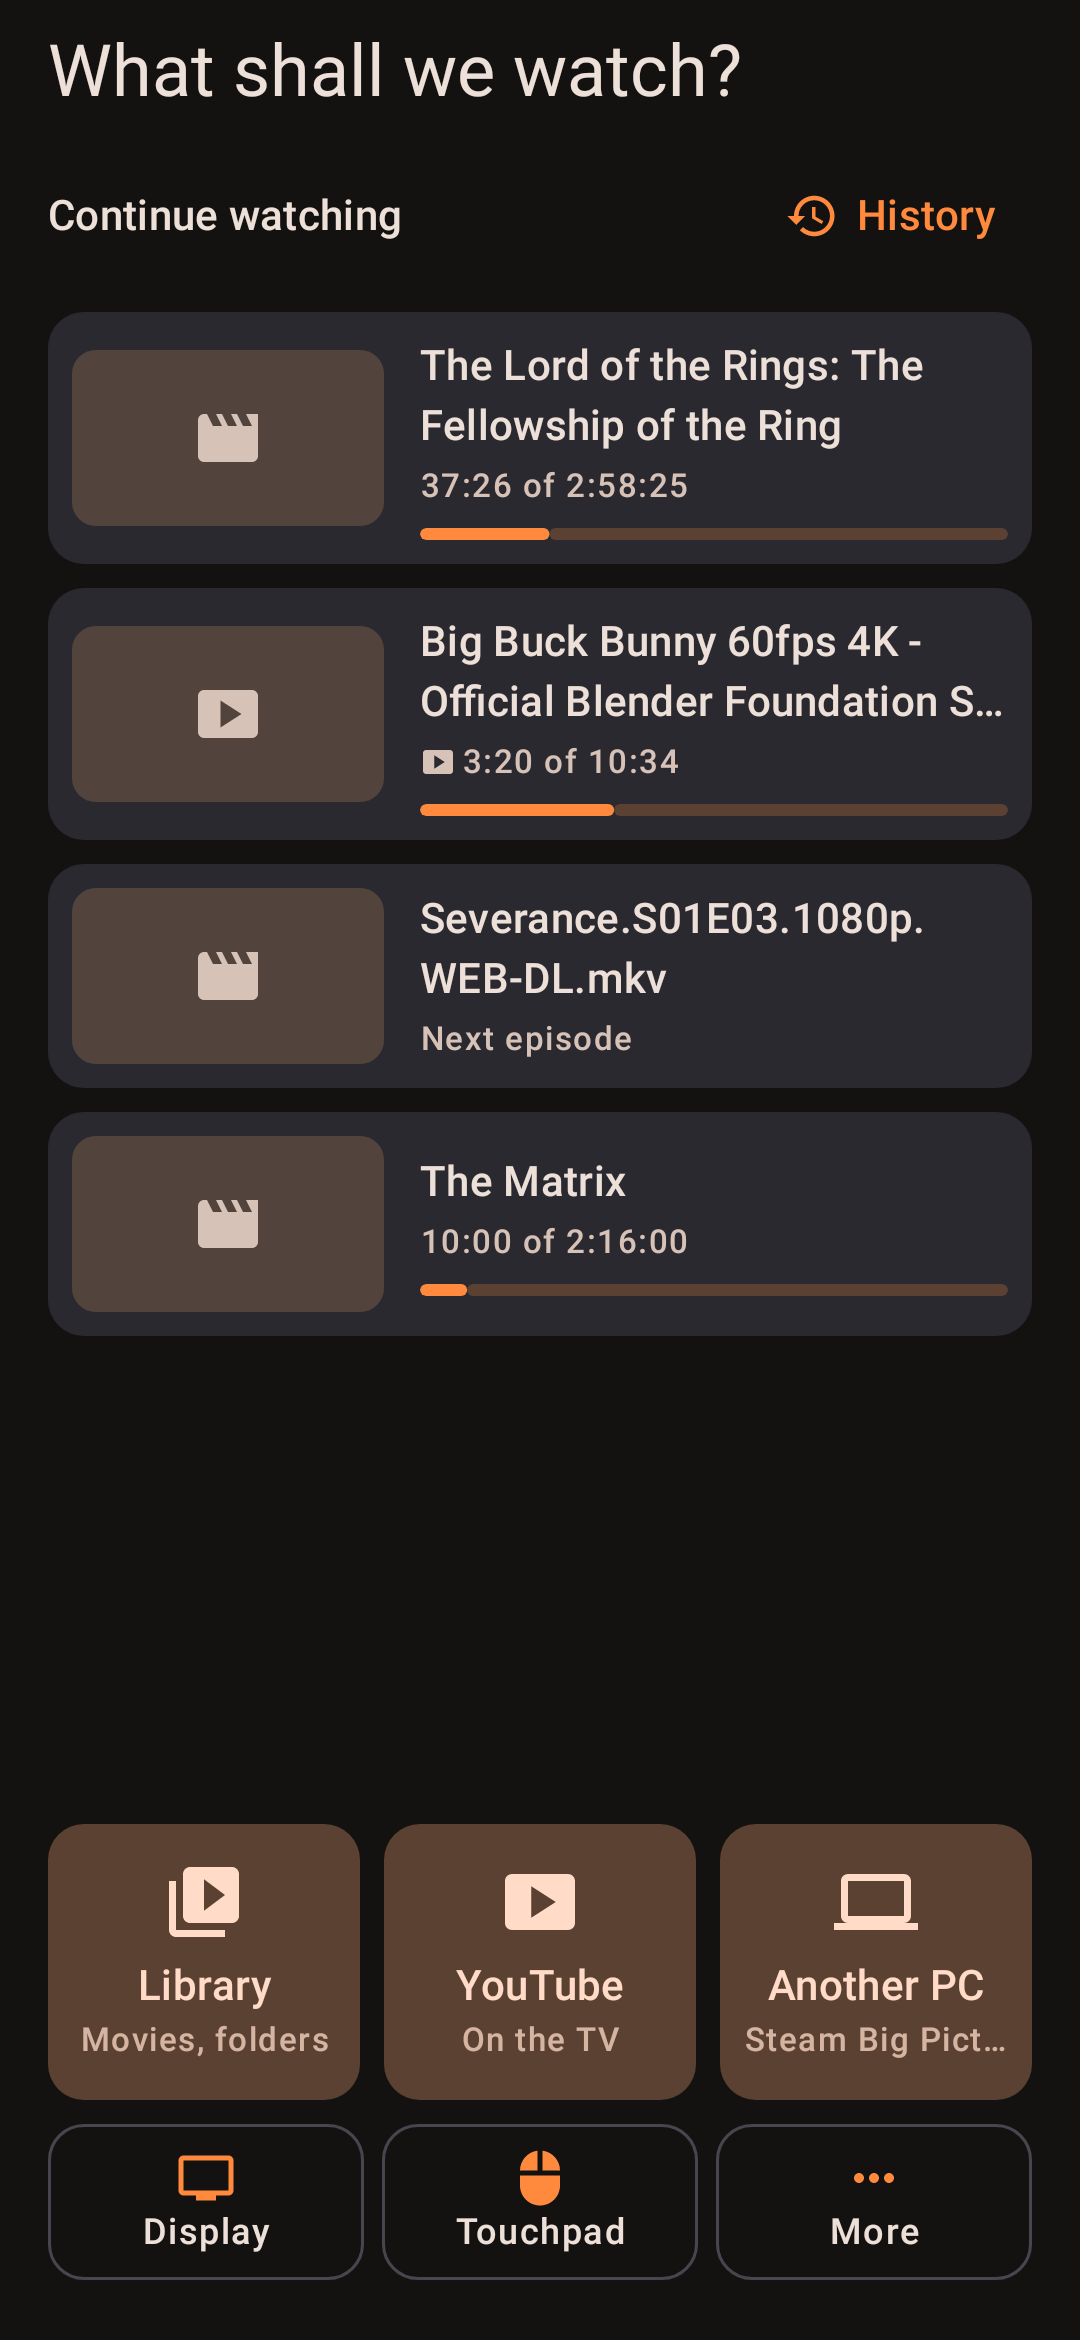 What shall we watch?
Continue watching
History
The Lord of the Rings: The
Fellowship of the Ring
37:26 of 2:58:25
Big Buck Bunny 60fps 4K -
Official Blender Foundation S…
3:20 of 10:34
Severance.S01E03.1080p.
WEB-DL.mkv
Next episode
The Matrix
10:00 of 2:16:00
Library
Movies, folders
YouTube
On the TV
Another PC
Steam Big Pict…
Display
Touchpad
More